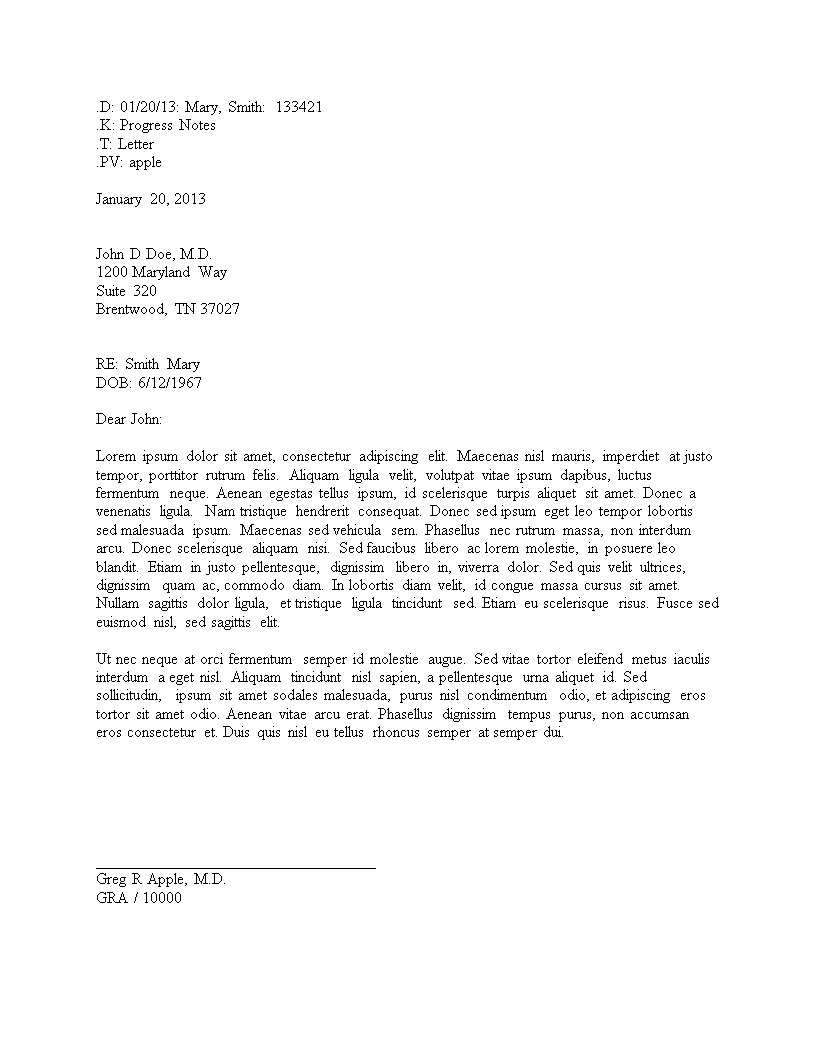 .D: 01/20/13: Mary, Smith: 133421
.K: Progress Notes
.T: Letter
.PV: apple
January 20, 2013
John D Doe, M.D.
1200 Maryland Way
Suite 320
Brentwood, TN 37027
RE: Smith Mary
DOB: 6/12/1967
Dear John:
Lorem ipsum dolor sit amet, consectetur adipiscing elit. Maecenas nisl mauris, imperdiet at justo
tempor, porttitor rutrum felis. Aliquam ligula velit, volutpat vitae ipsum dapibus, luctus
fermentum neque. Aenean egestas tellus ipsum, id scelerisque turpis aliquet sit amet. Donec a
venenatis ligula. Nam tristique hendrerit consequat. Donec sed ipsum eget leo tempor lobortis
sed malesuada ipsum. Maecenas sed vehicula sem. Phasellus nec rutrum massa, non interdum
arcu. Donec scelerisque aliquam nisi. Sed faucibus libero ac lorem molestie, in posuere leo
blandit. Etiam in justo pellentesque, dignissim libero in, viverra dolor. Sed quis velit ultrices,
dignissim quam ac, commodo diam. In lobortis diam velit, id congue massa cursus sit amet.
Nullam sagittis dolor ligula, et tristique ligula tincidunt sed. Etiam eu scelerisque risus. Fusce sed
euismod nisl, sed sagittis elit.
Ut nec neque at orci fermentum semper id molestie augue. Sed vitae tortor eleifend metus iaculis
interdum a eget nisl. Aliquam tincidunt nisl sapien, a pellentesque urna aliquet id. Sed
sollicitudin, ipsum sit amet sodales malesuada, purus nisl condimentum odio, et adipiscing eros
tortor sit amet odio. Aenean vitae arcu erat. Phasellus dignissim tempus purus, non accumsan
eros consectetur et. Duis quis nisl eu tellus rhoncus semper at semper dui.
Greg R Apple, M.D.
GRA / 10000